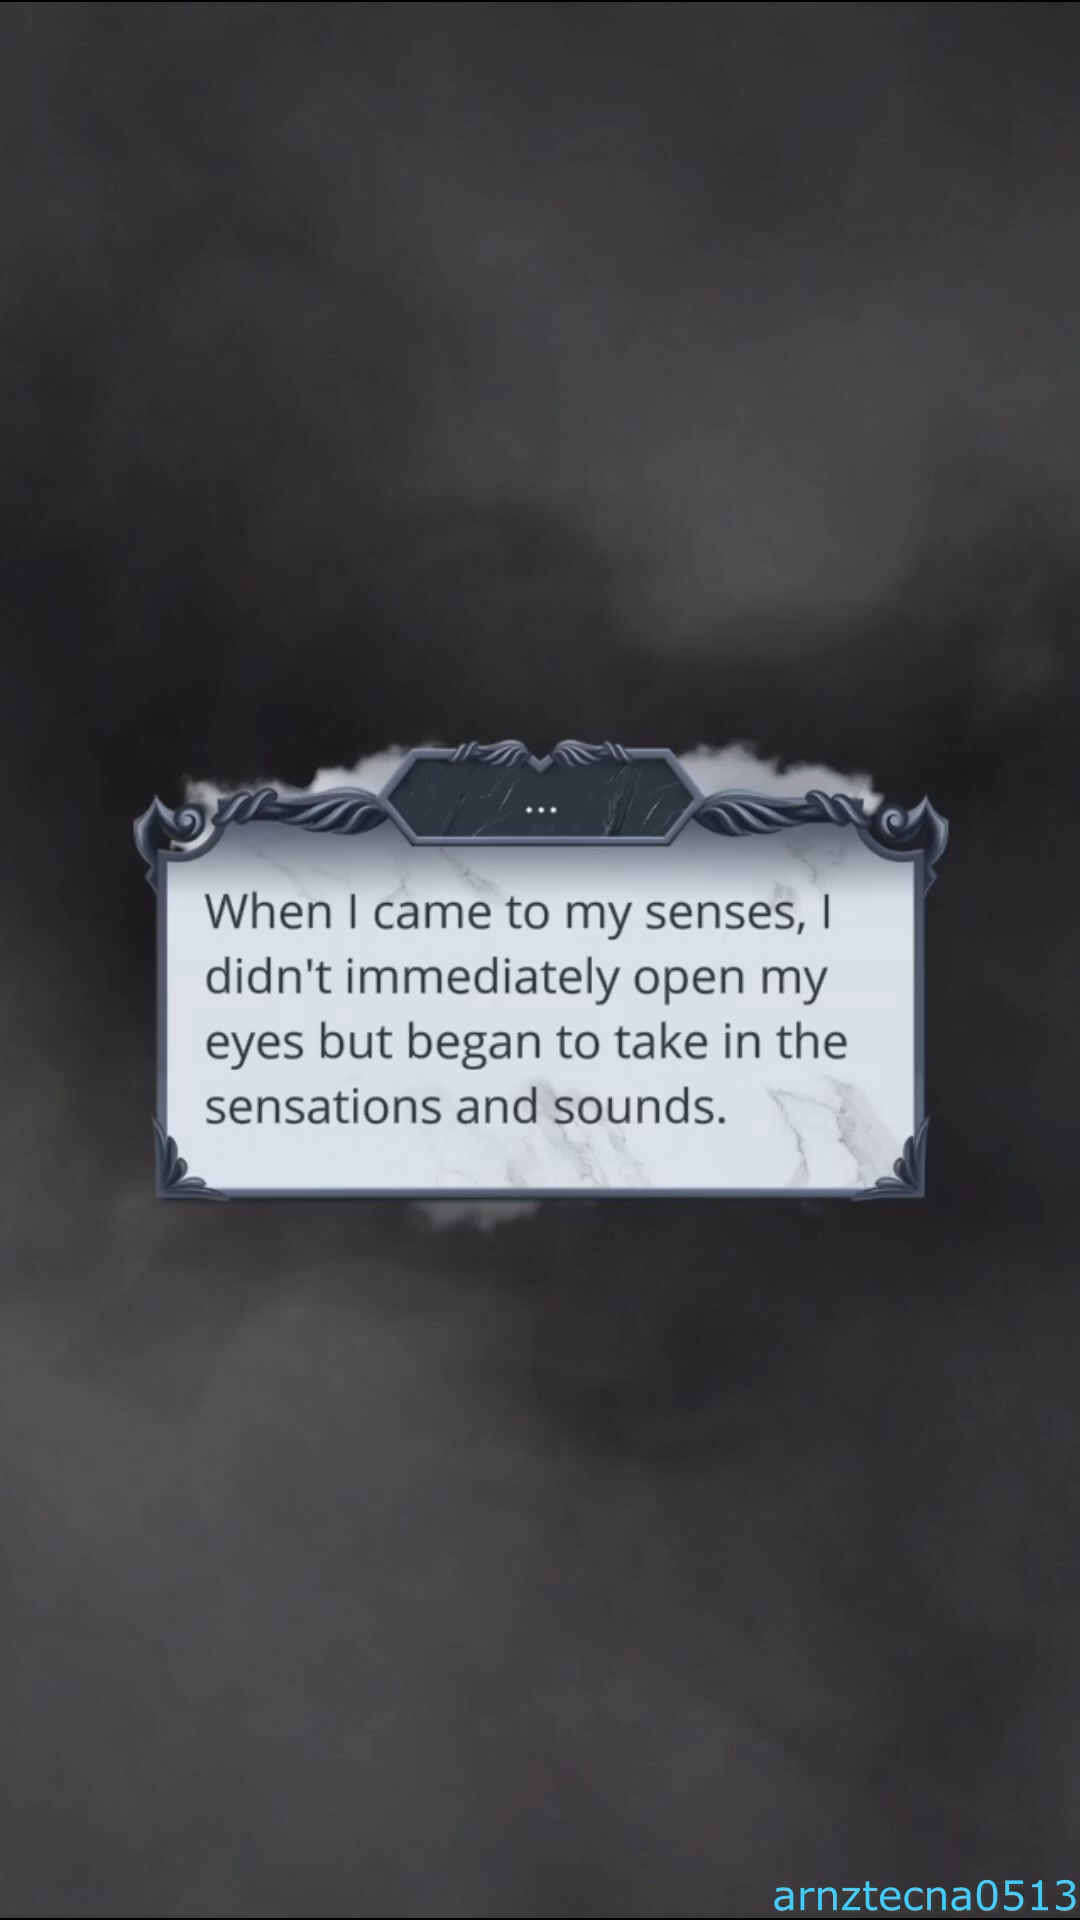 ...
When I came to my senses, I
didn't immediately open my
eyes but began to take in the
sensations and sounds.
arnztecna0513